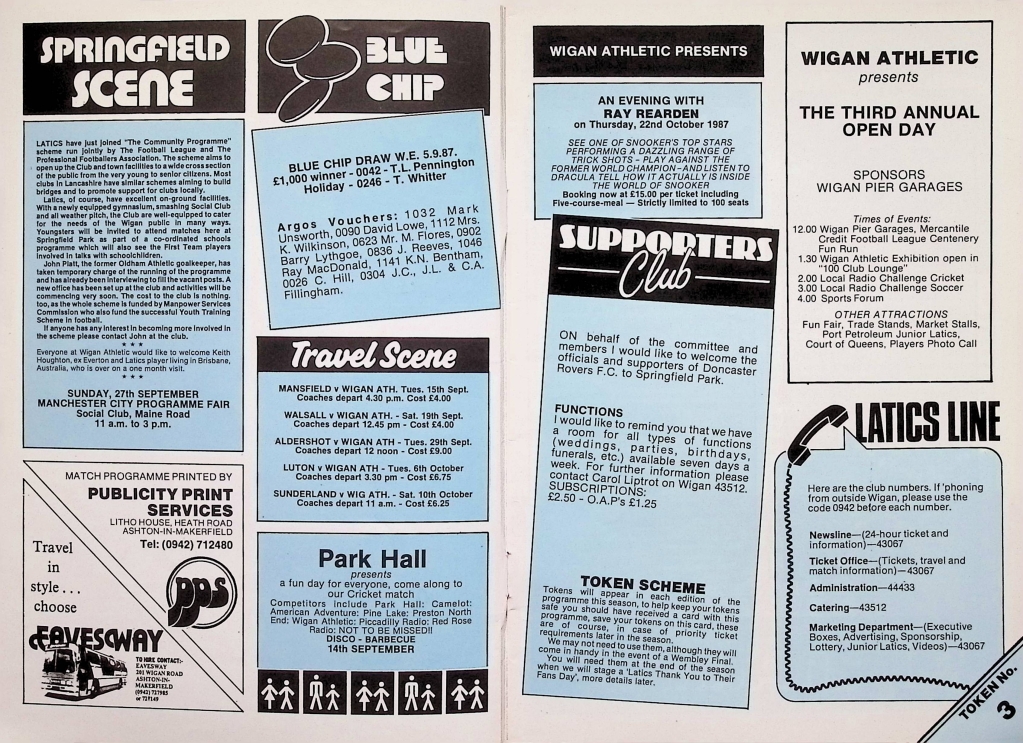 SPRINGFIELD
SCENE
LATICS have just joined "The Community Programme"
scheme run jointly by The Football League and The
Professional Footballers Association. The scheme aims to
open up the Club and town facilities to a wide cross section
of the public from the very young to senior citizens. Most
clubs in Lancashire have similar schemes aiming to build
bridges and to promote support for clubs locally.
Latics, of course, have excellent on-ground facilities.
With a newly equipped gymnasium, smashing Social Club
and all weather pitch, the Club are well-equipped to cater
for the needs of the Wigan public in many ways.
Youngsters will be invited to attend matches here at
Springfield Park as part of a co-ordinated schools
programme which will also see the First Team players
involved in talks with schoolchildren.
John Platt, the former Oldham Athletic goalkeeper, has
taken temporary charge of the running of the programme
and has already been interviewing to fill the vacant posts. A
new office has been set up at the club and activities will be
commencing very soon. The cost to the club is nothing,
too, as the whole scheme is funded by Manpower Services
Commission who also fund the successful Youth Training
Scheme in football.
If anyone has any interest in becoming more involved in
the scheme please contact John at the club.
* * *
Everyone at Wigan Athletic would like to welcome Keith
Houghton, ex Everton and Latics player living in Brisbane,
Australia, who is over on a one month visit.
* * *
SUNDAY, 27th SEPTEMBER
MANCHESTER CITY PROGRAMME FAIR
Social Club, Maine Road
11 a.m. to 3 p.m.
MATCH PROGRAMME PRINTED BY
PUBLICITY PRINT
SERVICES
LITHO HOUSE, HEATH ROAD
ASHTON-IN-MAKERFIELD
Tel: (0942) 712480
pps
Travel
in
style ...
choose
EAVESWAY
TO HIRE CONTACT:-
EAVESWAY
201 WIGAN ROAD
ASHTON-IN-
MAKERFIELD
(0942) 727985
or 727149
BLUE
CHIP
BLUE CHIP DRAW W.E. 5.9.87.
£1,000 winner - 0042 - T.L. Pennington
Holiday - 0246 - T. Whitter
Argos Vouchers: 1032 Mark
Unsworth, 0090 David Lowe, 1112 Mrs.
K. Wilkinson, 0623 Mr. M. Flores, 0902
Barry Lythgoe, 0836 J. Reeves, 1046
Ray MacDonald, 1141 K.N. Bentham,
0026 C. Hill, 0304 J.C., J.L. & C.A.
Fillingham.
Travel Scene
MANSFIELD v WIGAN ATH. Tues. 15th Sept.
Coaches depart 4.30 p.m. Cost £4.00
WALSALL v WIGAN ATH. - Sat. 19th Sept.
Coaches depart 12.45 pm - Cost £4.00
ALDERSHOT v WIGAN ATH - Tues. 29th Sept.
Coaches depart 12 noon - Cost £9.00
LUTON v WIGAN ATH - Tues. 6th October
Coaches depart 3.30 pm - Cost £6.75
SUNDERLAND v WIG ATH. - Sat. 10th October
Coaches depart 11 a.m. - Cost £6.25
Park Hall
presents
a fun day for everyone, come along to
our Cricket match
Competitors include Park Hall: Camelot:
American Adventure: Pine Lake: Preston North
End: Wigan Athletic: Piccadilly Radio: Red Rose
Radio: NOT TO BE MISSED!!
DISCO - BARBECUE
14th SEPTEMBER
WIGAN ATHLETIC PRESENTS
AN EVENING WITH
RAY REARDEN
on Thursday, 22nd October 1987
SEE ONE OF SNOOKER'S TOP STARS
PERFORMING A DAZZLING RANGE OF
TRICK SHOTS - PLAY AGAINST THE
FORMER WORLD CHAMPION - AND LISTEN TO
DRACULA TELL HOW IT ACTUALLY IS INSIDE
THE WORLD OF SNOOKER
Booking now at £15.00 per ticket including
Five-course-meal — Strictly limited to 100 seats
SUPPORTERS
Club
ON behalf of the committee and
members I would like to welcome the
officials and supporters of Doncaster
Rovers F.C. to Springfield Park.
FUNCTIONS
I would like to remind you that we have
a room for all types of functions
(weddings, parties, birthdays,
funerals, etc.) available seven days a
week. For further information please
contact Carol Liptrot on Wigan 43512.
SUBSCRIPTIONS:
£2.50 - O.A.P's £1.25
TOKEN SCHEME
Tokens will appear in each edition of the
programme this season, to help keep your tokens
safe you should have received a card with this
programme, save your tokens on this card, these
are of course, in case of priority ticket
requirements later in the season.
We may not need to use them, although they will
come in handy in the event of a Wembley Final.
You will need them at the end of the season
when we will stage a 'Latics Thank You to Their
Fans Day', more details later.
WIGAN ATHLETIC
presents
THE THIRD ANNUAL
OPEN DAY
SPONSORS
WIGAN PIER GARAGES
Times of Events:
12.00 Wigan Pier Garages, Mercantile
Credit Football League Centenery
Fun Run
1.30 Wigan Athletic Exhibition open in
"100 Club Lounge"
2.00 Local Radio Challenge Cricket
3.00 Local Radio Challenge Soccer
4.00 Sports Forum
OTHER ATTRACTIONS
Fun Fair, Trade Stands, Market Stalls,
Port Petroleum Junior Latics,
Court of Queens, Players Photo Call
LATICS LINE
Here are the club numbers. If 'phoning
from outside Wigan, please use the
code 0942 before each number.
Newsline—(24-hour ticket and
information)—43067
Ticket Office—(Tickets, travel and
match information)—43067
Administration—44433
Catering—43512
Marketing Department—(Executive
Boxes, Advertising, Sponsorship,
Lottery, Junior Latics, Videos)—43067
TOKEN No.
3